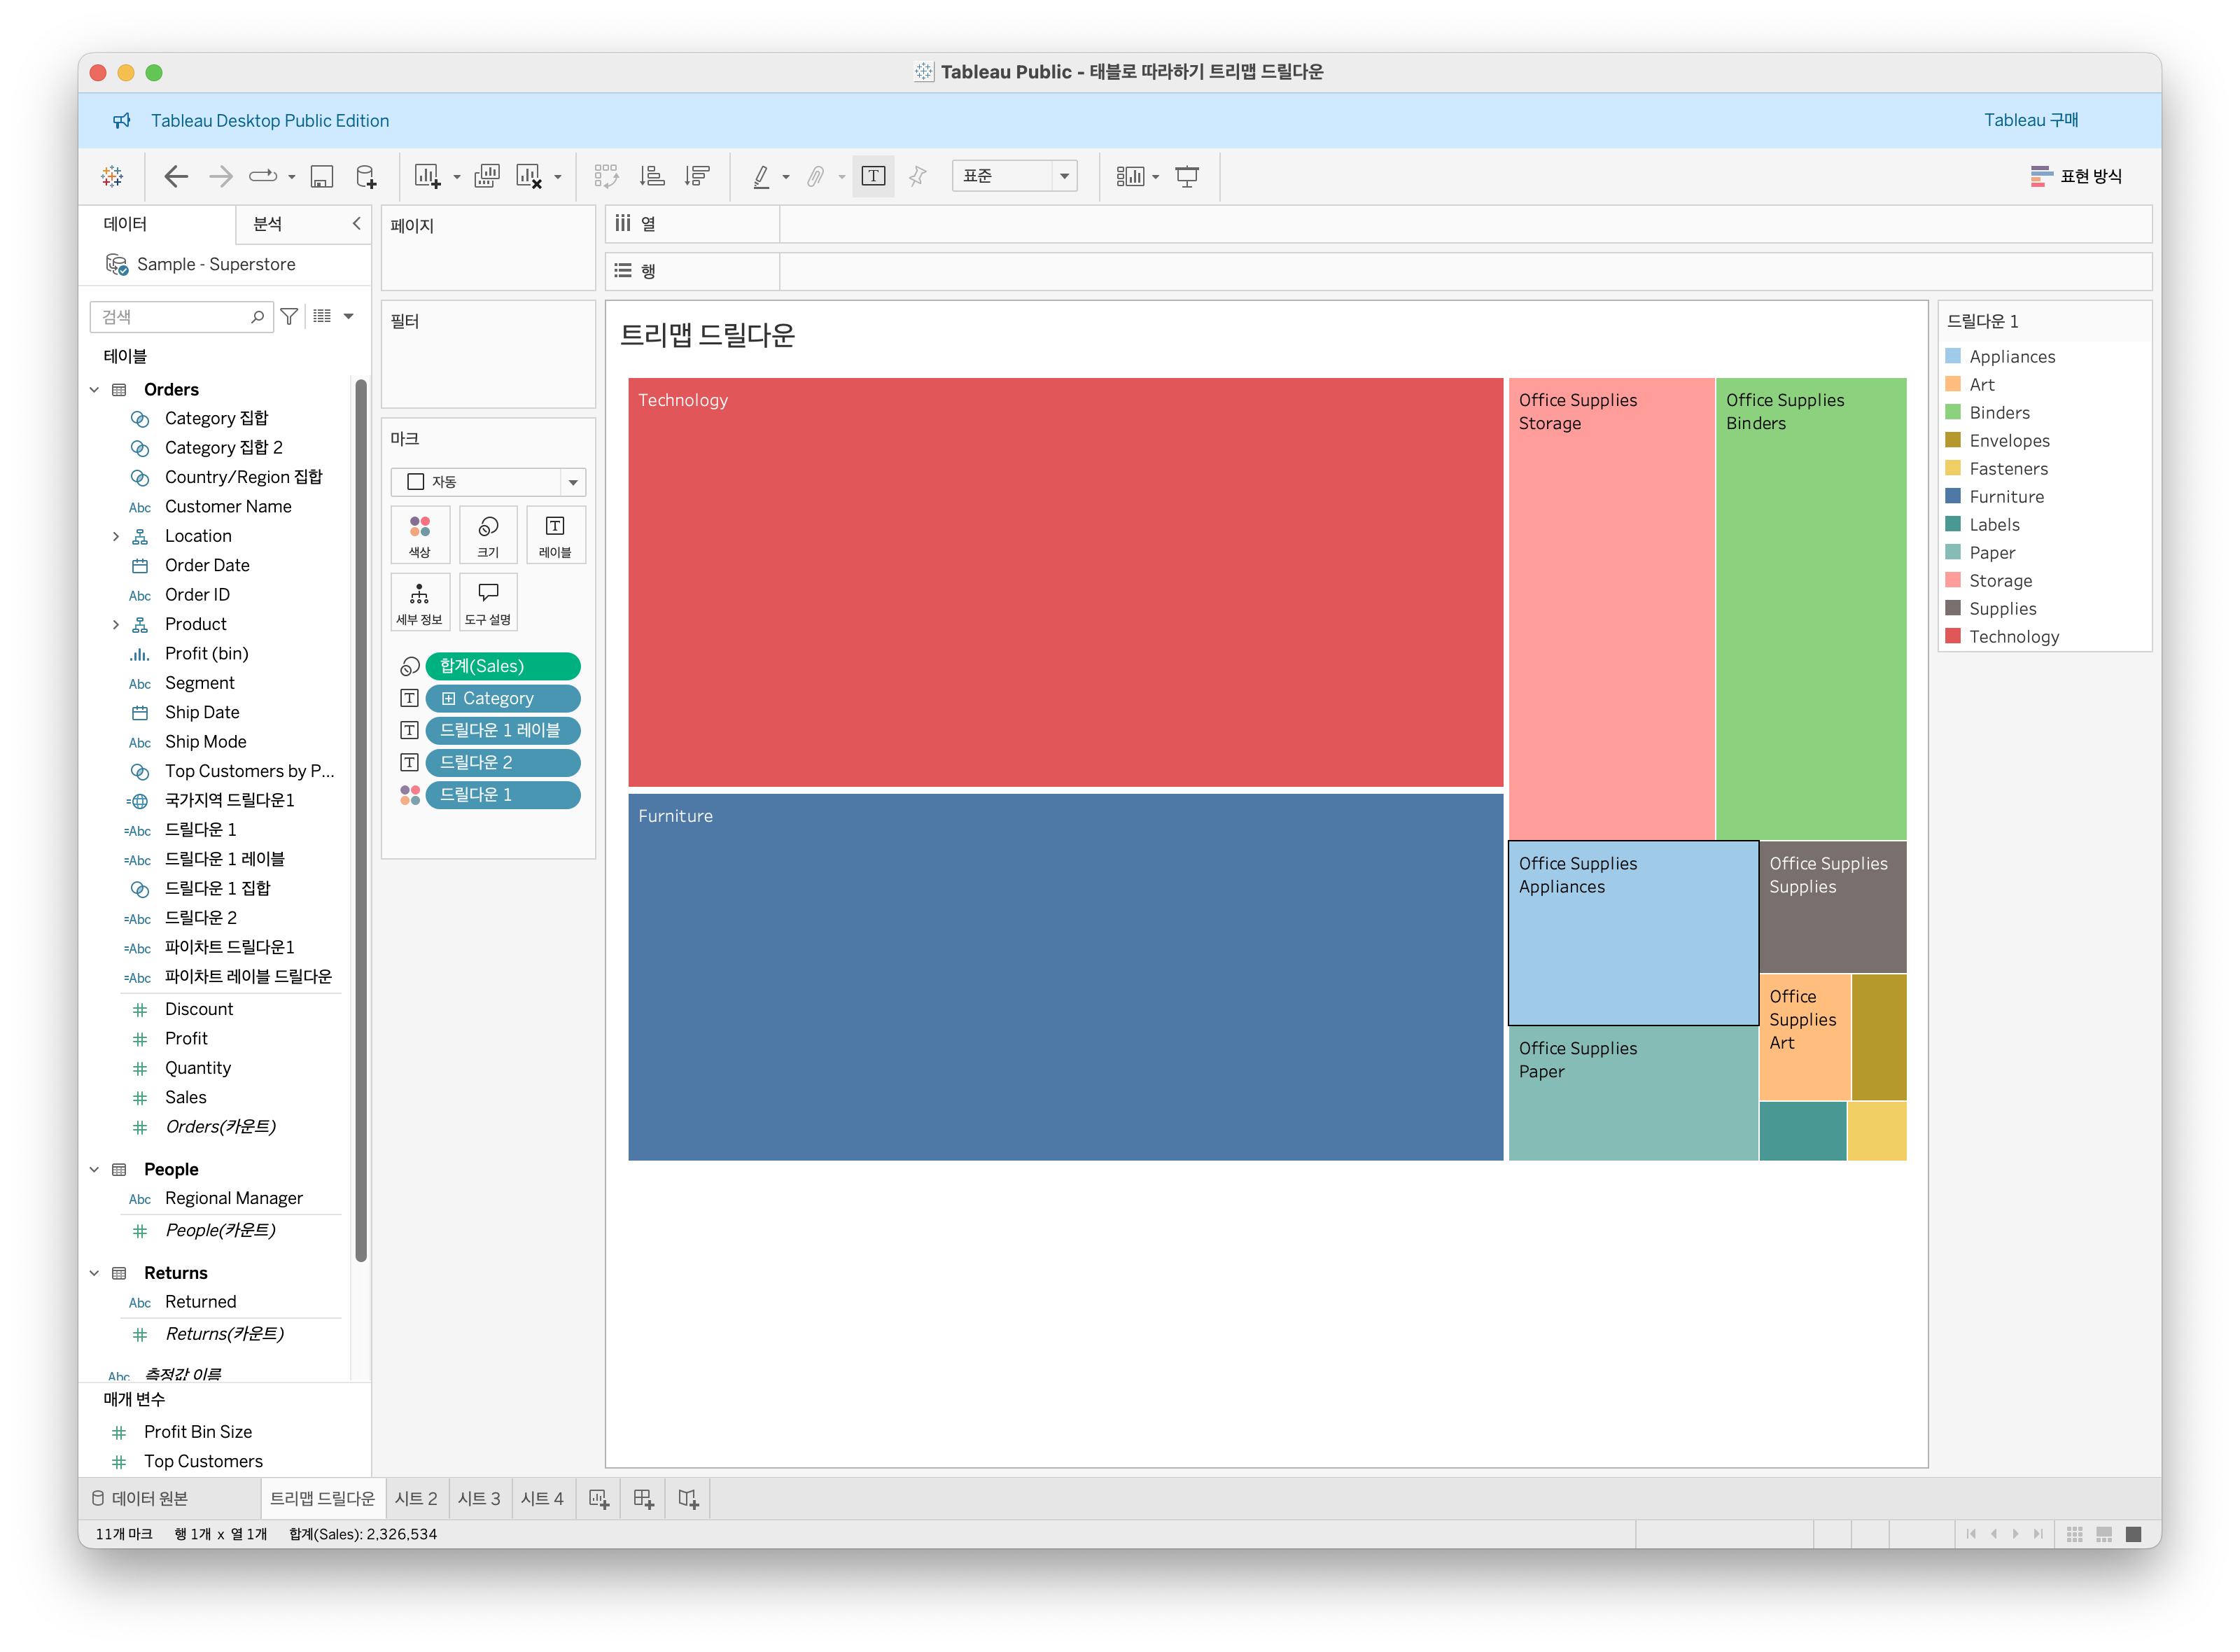 Tableau Public - 태블로 따라하기 트리맵 드릴다운
Tableau Desktop Public Edition
Tableau 구매
표준
표현 방식
데이터
분석
Sample - Superstore
검색
테이블
Orders
Category 집합
Category 집합 2
Country/Region 집합
Abc Customer Name
Location
Order Date
Abc Order ID
Product
Profit (bin)
Abc Segment
Ship Date
Abc Ship Mode
Top Customers by P...
국가지역 드릴다운1
=Abc 드릴다운 1
=Abc 드릴다운 1 레이블
드릴다운 1 집합
=Abc 드릴다운 2
=Abc 파이차트 드릴다운1
=Abc 파이차트 레이블 드릴다운
Discount
Profit
Quantity
Sales
Orders(카운트)
People
Abc Regional Manager
People(카운트)
Returns
Abc Returned
Returns(카운트)
Abc 측정값 이름
매개 변수
Profit Bin Size
Top Customers
페이지
필터
마크
자동
색상
크기
레이블
세부 정보
도구 설명
합계(Sales)
Category
드릴다운 1 레이블
드릴다운 2
드릴다운 1
열
행
트리맵 드릴다운
Technology
Furniture
Office Supplies
Storage
Office Supplies
Binders
Office Supplies
Appliances
Office Supplies
Supplies
Office Supplies
Paper
Office
Supplies
Art
드릴다운 1
Appliances
Art
Binders
Envelopes
Fasteners
Furniture
Labels
Paper
Storage
Supplies
Technology
데이터 원본
트리맵 드릴다운
시트 2
시트 3
시트 4
11개 마크
행 1개 x 열 1개
합계(Sales): 2,326,534